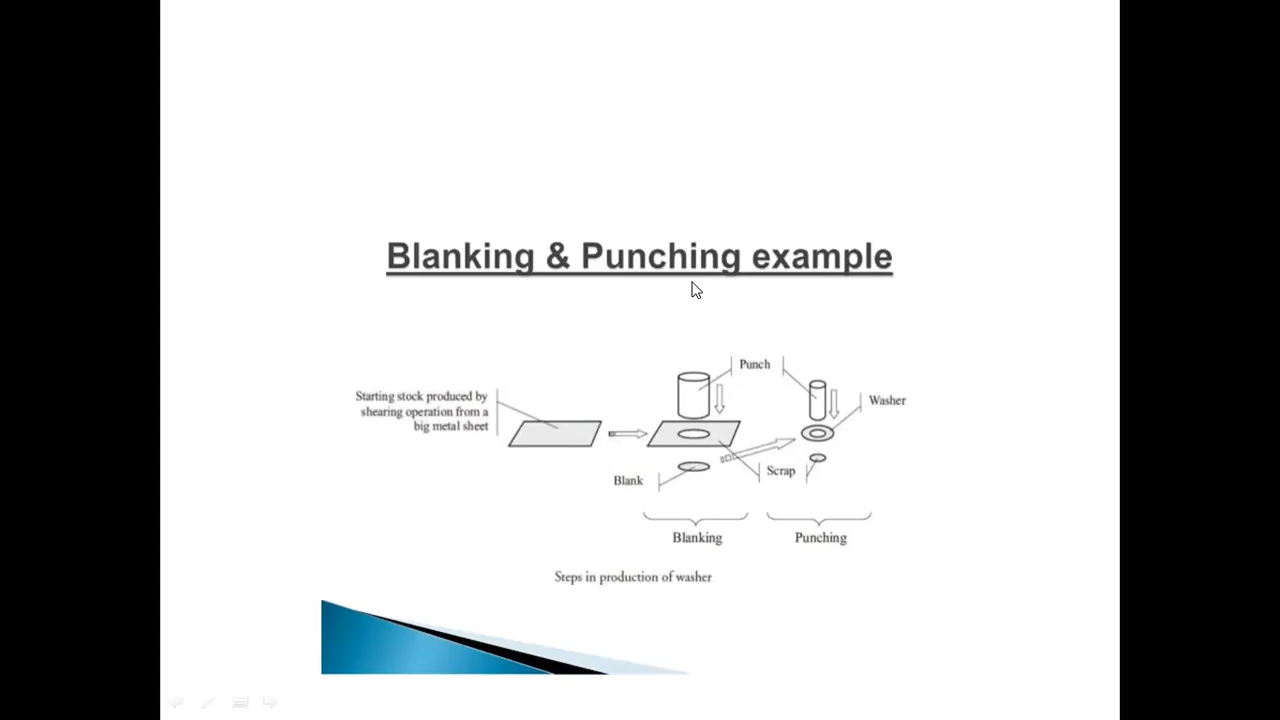 Blanking & Punching example
Punch
Starting stock produced by
shearing operation from a
big metal sheet
Washer
Blank
Scrap
Blanking
Punching
Steps in production of washer